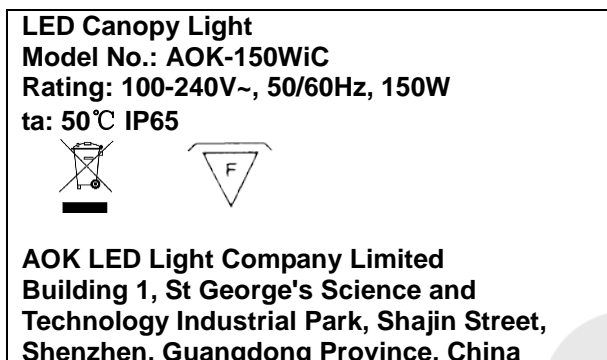 LED Canopy Light
Model No.: AOK-150WiC
Rating: 100-240V~, 50/60Hz, 150W
ta: 50℃ IP65
F
AOK LED Light Company Limited
Building 1, St George's Science and
Technology Industrial Park, Shajin Street,
Shenzhen, Guangdong Province, China